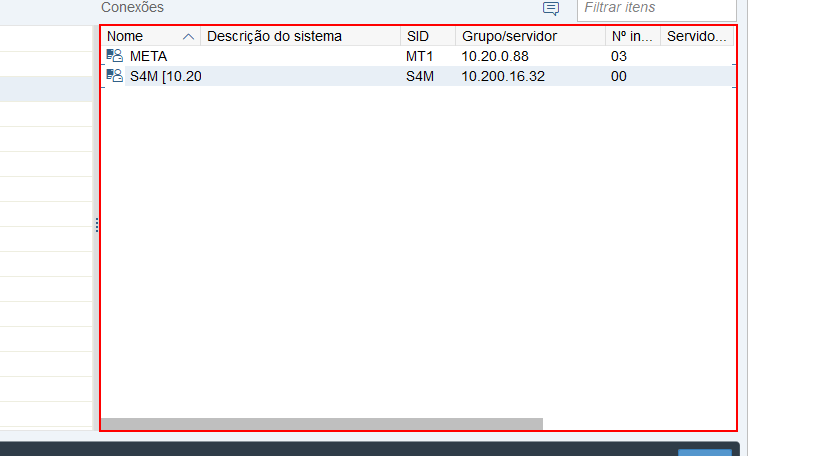 Conexões
Filtrar itens
Nome Descrição do sistema SID Grupo/servidor Nº in... Servido...
META MT1 10.20.0.88 03
S4M [10.20 S4M 10.200.16.32 00